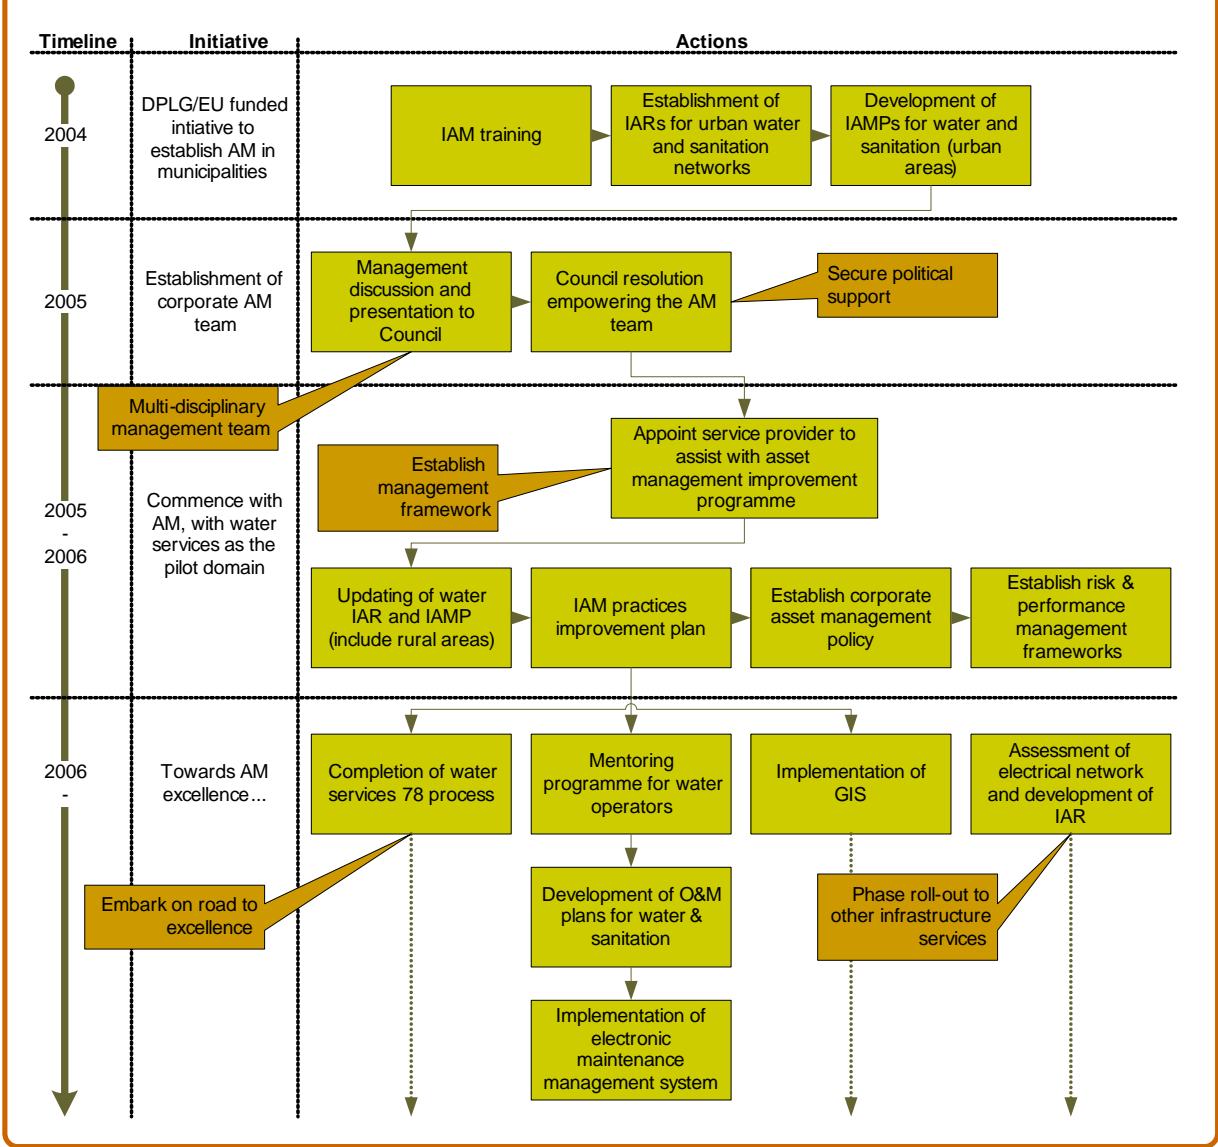 Timeline
Initiative
Actions
2004
DPLG/EU funded
intiative to
establish AM in
municipalities
IAM training
Establishment of
IARs for urban water
and sanitation
networks
Development of
IAMPs for water and
sanitation (urban
areas)
2005
Establishment of
corporate AM
team
Management
discussion and
presentation to
Council
Council resolution
empowering the AM
team
Secure political
support
Multi-disciplinary
management team
2005
-
2006
Commence with
AM, with water
services as the
pilot domain
Establish
management
framework
Appoint service provider to
assist with asset
management improvement
programme
Updating of water
IAR and IAMP
(include rural areas)
IAM practices
improvement plan
Establish corporate
asset management
policy
Establish risk &
performance
management
frameworks
2006
-
Towards AM
excellence...
Completion of water
services 78 process
Mentoring
programme for water
operators
Implementation of
GIS
Assessment of
electrical network
and development of
IAR
Embark on road to
excellence
Development of O&M
plans for water &
sanitation
Phase roll-out to
other infrastructure
services
Implementation of
electronic
maintenance
management system